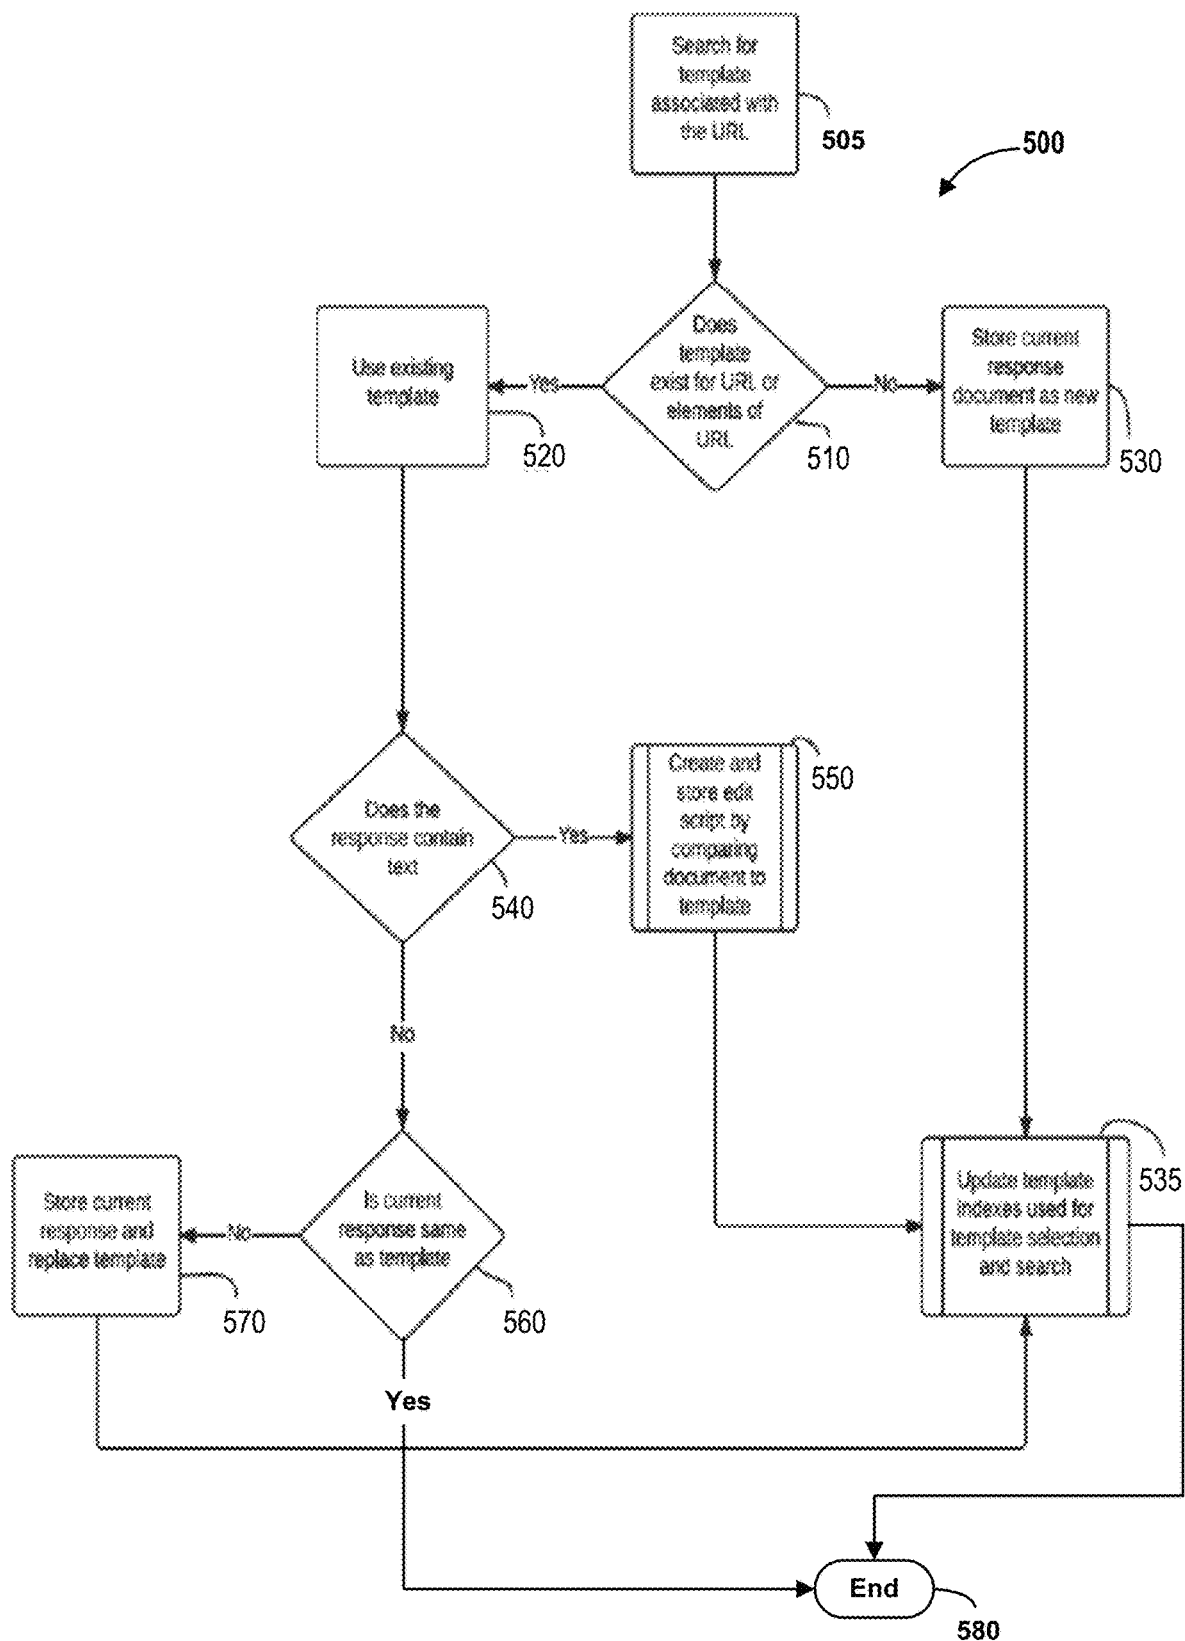 Search for
template
associated with
the URL
505
500
Does
template
exist for URL or
elements of
URL
510
Yes
No
Use existing
template
520
Store current
response
document as new
template
530
Does the
response contain
text
540
Yes
No
Create and
store edit
script by
comparing
document to
template
550
Is current
response same
as template
560
No
Yes
Store current
response and
replace template
570
Update template
indexes used for
template selection
and search
535
End
580